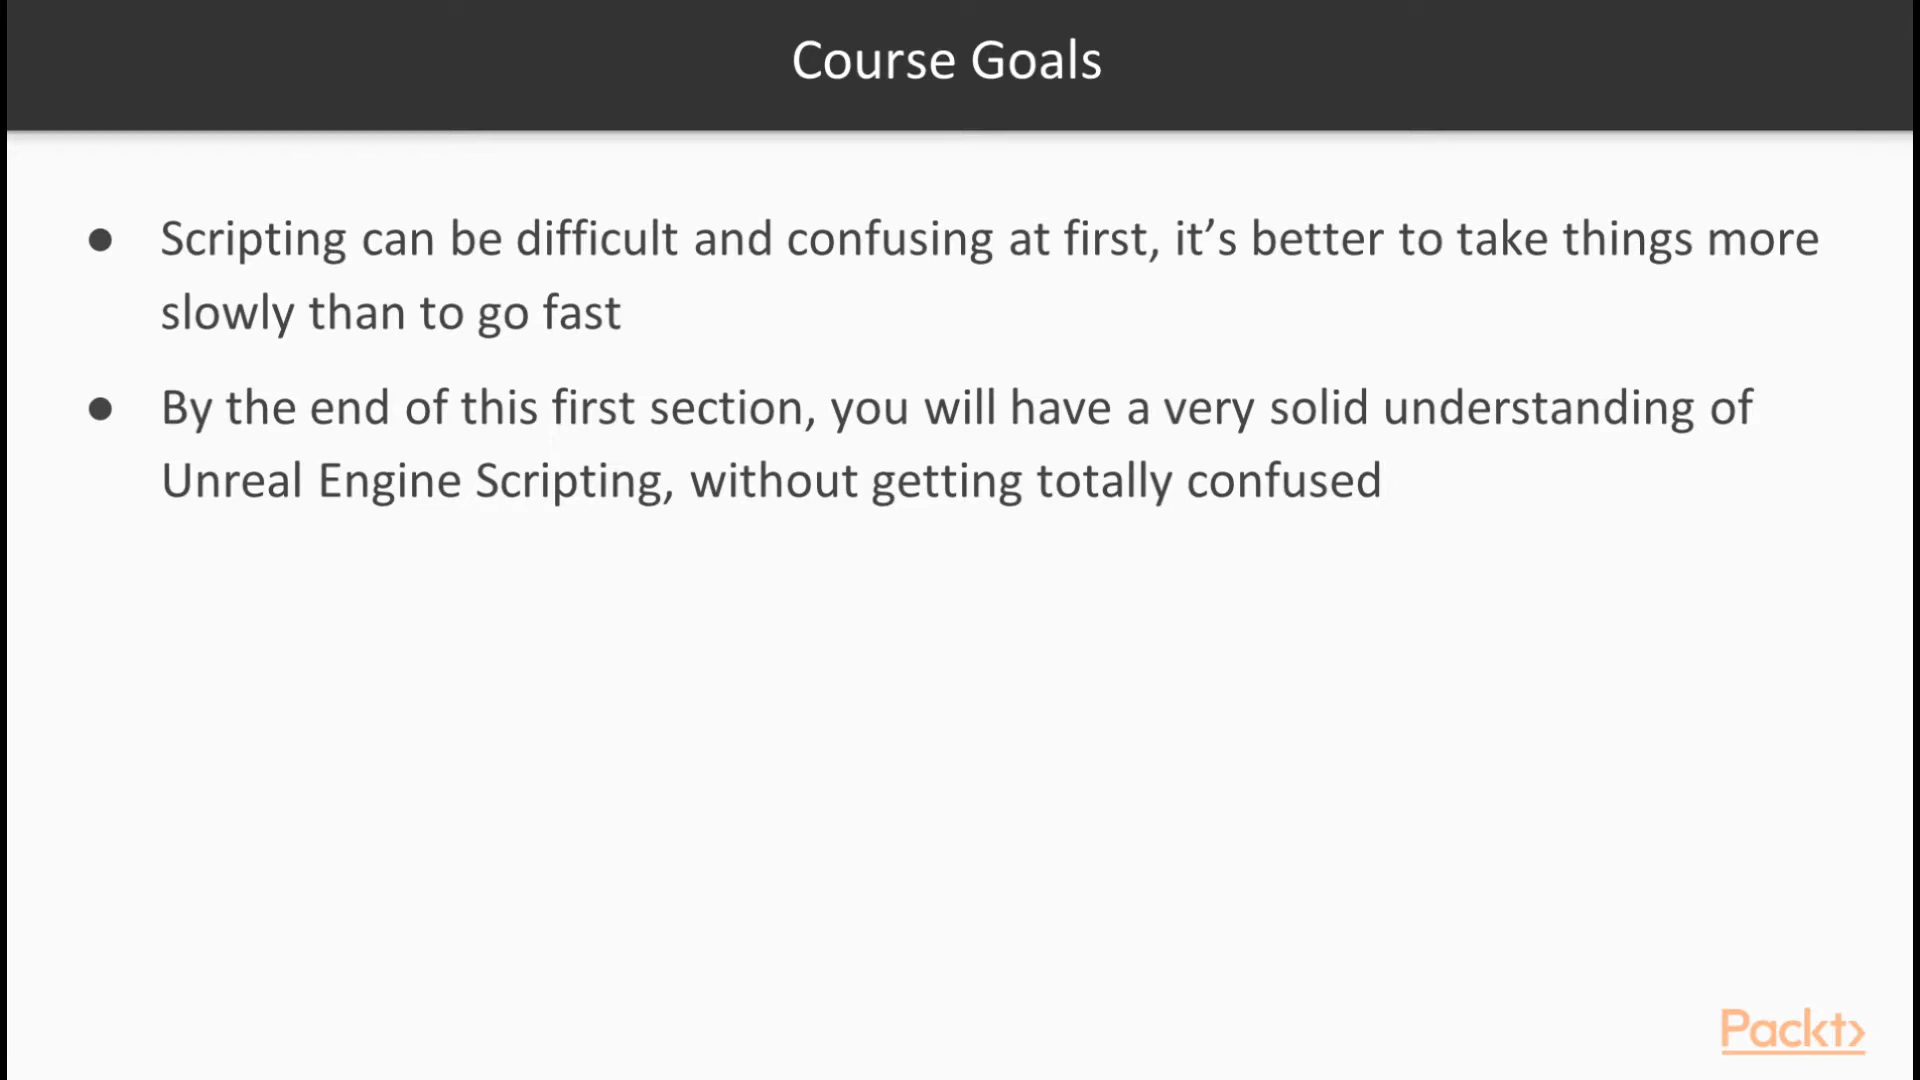 Course Goals
● Scripting can be difficult and confusing at first, it’s better to take things more
slowly than to go fast
● By the end of this first section, you will have a very solid understanding of
Unreal Engine Scripting, without getting totally confused
Packt>